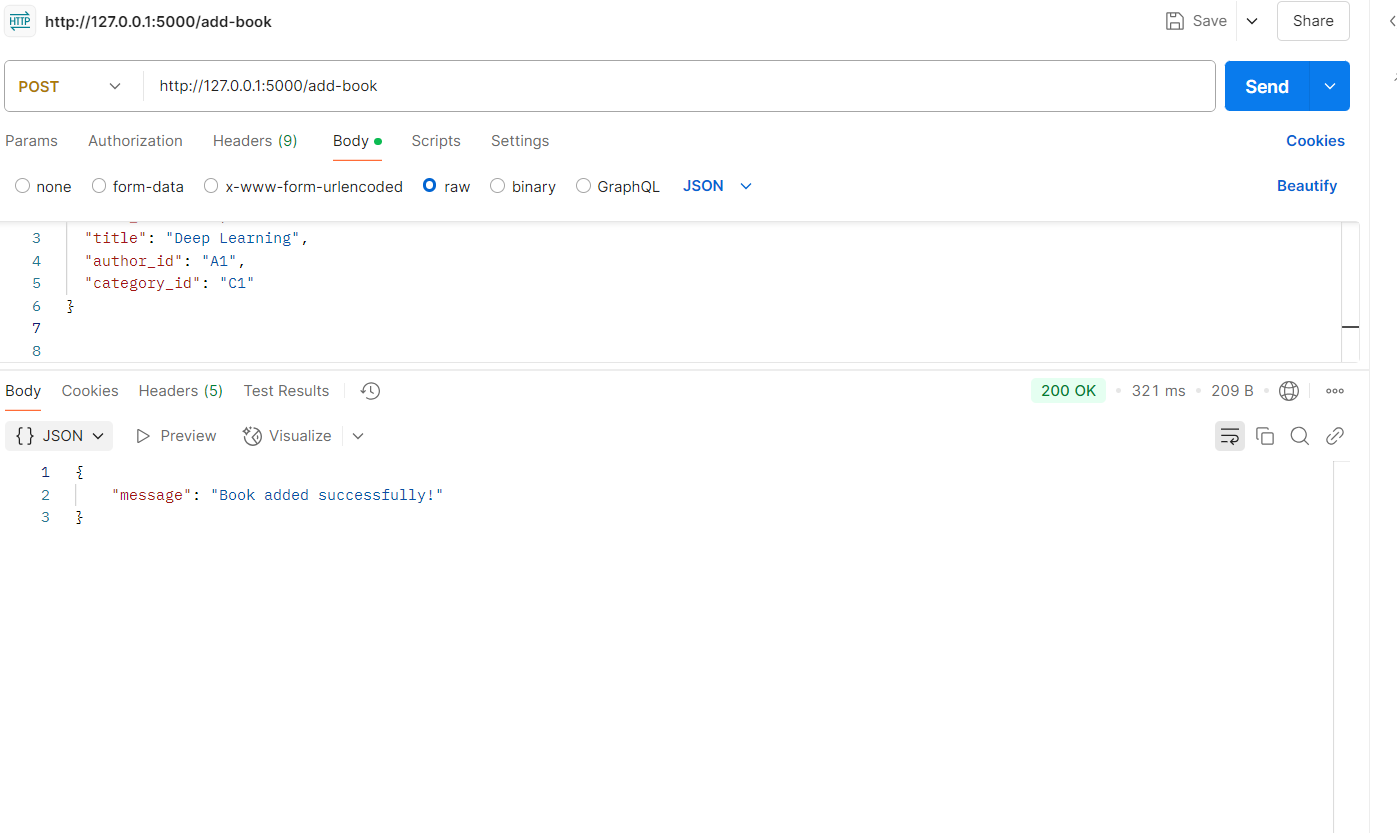 HTTP http://127.0.0.1:5000/add-book Save Share
POST http://127.0.0.1:5000/add-book Send
Params Authorization Headers (9) Body Scripts Settings Cookies
none form-data x-www-form-urlencoded raw binary GraphQL JSON Beautify
3 "title": "Deep Learning",
4 "author_id": "A1",
5 "category_id": "C1"
6 }
7
8
Body Cookies Headers (5) Test Results 200 OK • 321 ms • 209 B •
{} JSON Preview Visualize
1 {
2 "message": "Book added successfully!"
3 }